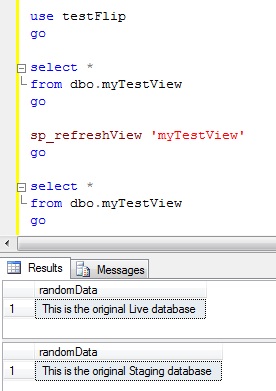 use testFlip
go
select *
from dbo.myTestView
go
sp_refreshView 'myTestView'
go
select *
from dbo.myTestView
go
Results Messages
randomData
1 This is the original Live database
randomData
1 This is the original Staging database